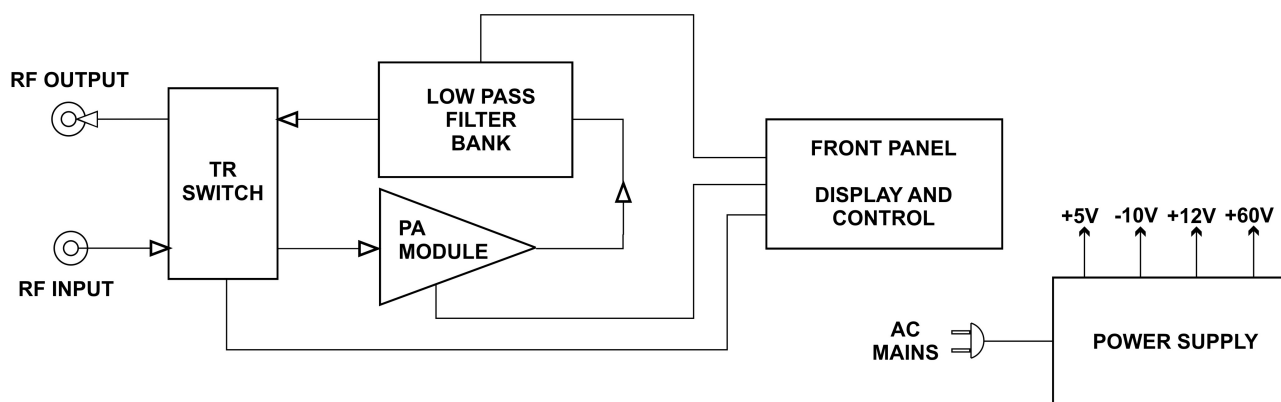 RF OUTPUT
TR
SWITCH
RF INPUT
LOW PASS
FILTER
BANK
PA
MODULE
FRONT PANEL
DISPLAY AND
CONTROL
+5V
-10V
+12V
+60V
AC
MAINS
POWER SUPPLY